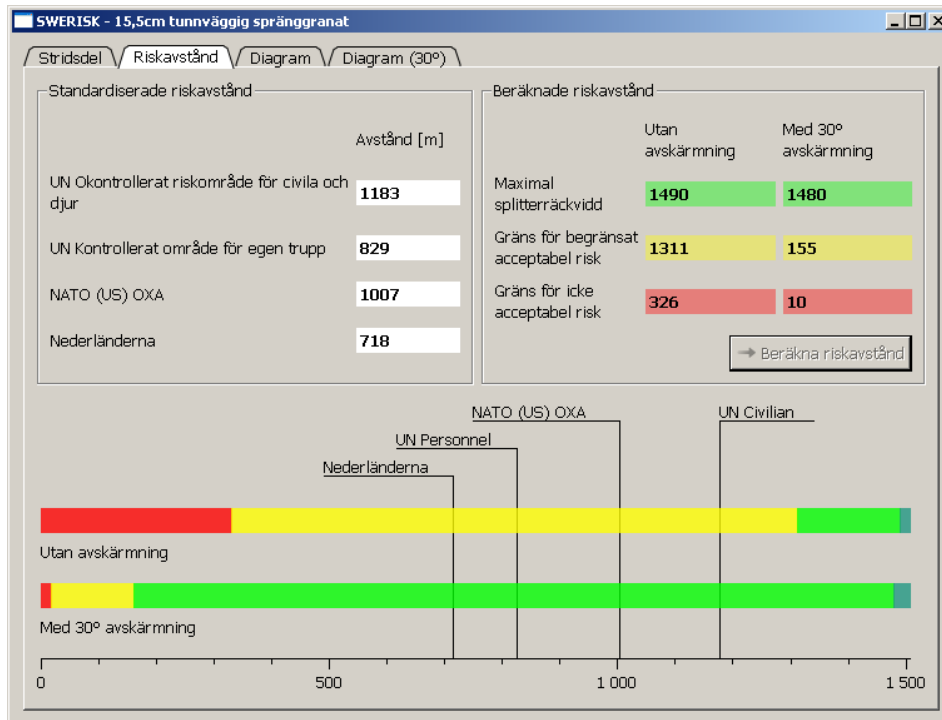 SWERISK - 15,5cm tunnväggig spränggranat
Stridsdel
Riskavstånd
Diagram
Diagram (30º)
Standardiserade riskavstånd
Avstånd [m]
UN Okontrollerat riskområde för civila och
djur
1183
UN Kontrollerat område för egen trupp
829
NATO (US) OXA
1007
Nederländerna
718
Beräknade riskavstånd
Utan
avskärmning
Med 30º
avskärmning
Maximal
splitterräckvidd
1490
1480
Gräns för begränsat
acceptabel risk
1311
155
Gräns för icke
acceptabel risk
326
10
Beräkna riskavstånd
NATO (US) OXA
UN Civilian
UN Personnel
Nederländerna
Utan avskärmning
Med 30º avskärmning
0
500
1 000
1 500